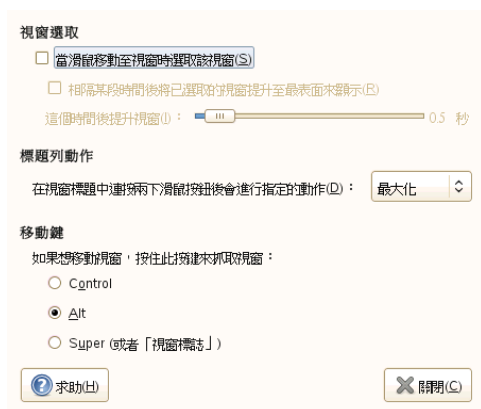 視窗選取
當滑鼠移動至視窗時選取該視窗(S)
相隔某段時間後將已選取的視窗提升至最表面來顯示(R)
這個時間後提升視窗(I)： 0.5 秒
標題列動作
在視窗標題中連按兩下滑鼠按鈕後會進行指定的動作(D)： 最大化
移動鍵
如果想移動視窗，按住此按鍵來抓取視窗：
Control
Alt
Super (或者「視窗標誌」)
求助(H) 關閉(C)